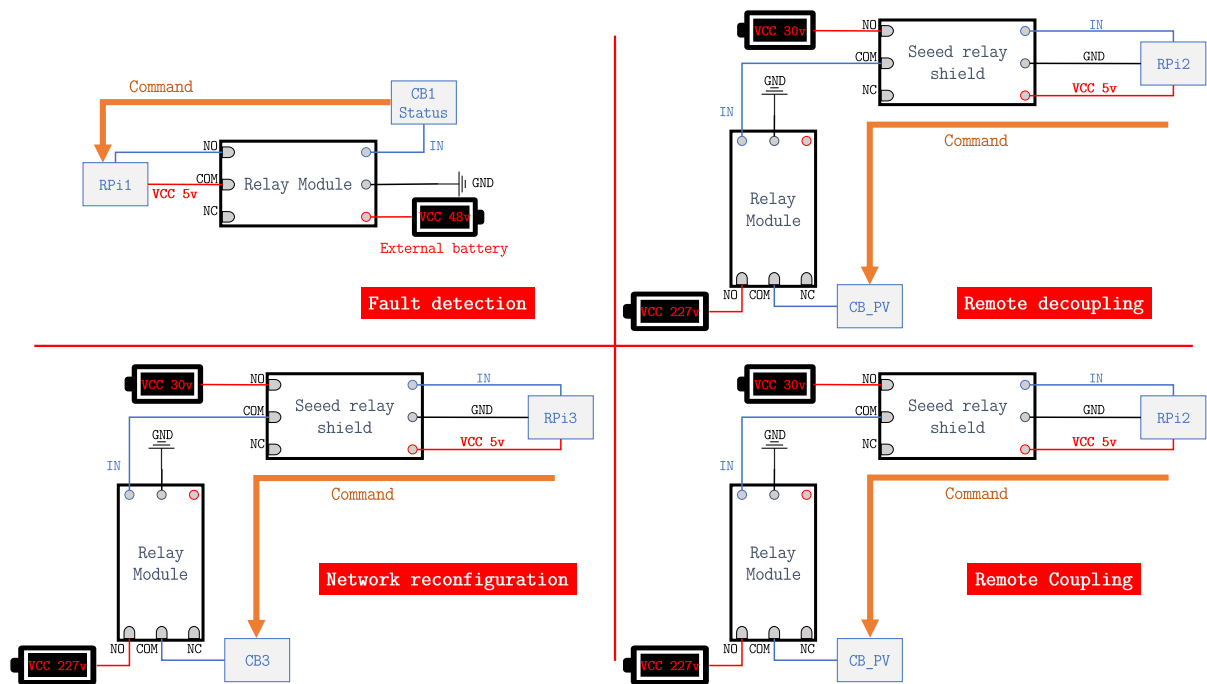 Command
CB1
Status
NO
IN
RPi1
COM
Relay Module
GND
VCC 5v
NC
VCC 48v
External battery
Fault detection
VCC 30v
NO
IN
COM
Seeed relay
shield
GND
RPi2
VCC 5v
NC
GND
IN
Command
Relay
Module
NO
COM
NC
VCC 227v
CB_PV
Remote decoupling
VCC 30v
NO
IN
COM
Seeed relay
shield
GND
RPi3
VCC 5v
NC
GND
IN
Command
Relay
Module
Network reconfiguration
NO
COM
NC
VCC 227v
CB3
VCC 30v
NO
IN
COM
Seeed relay
shield
GND
RPi2
VCC 5v
NC
GND
IN
Command
Relay
Module
Remote Coupling
NO
COM
NC
VCC 227v
CB_PV